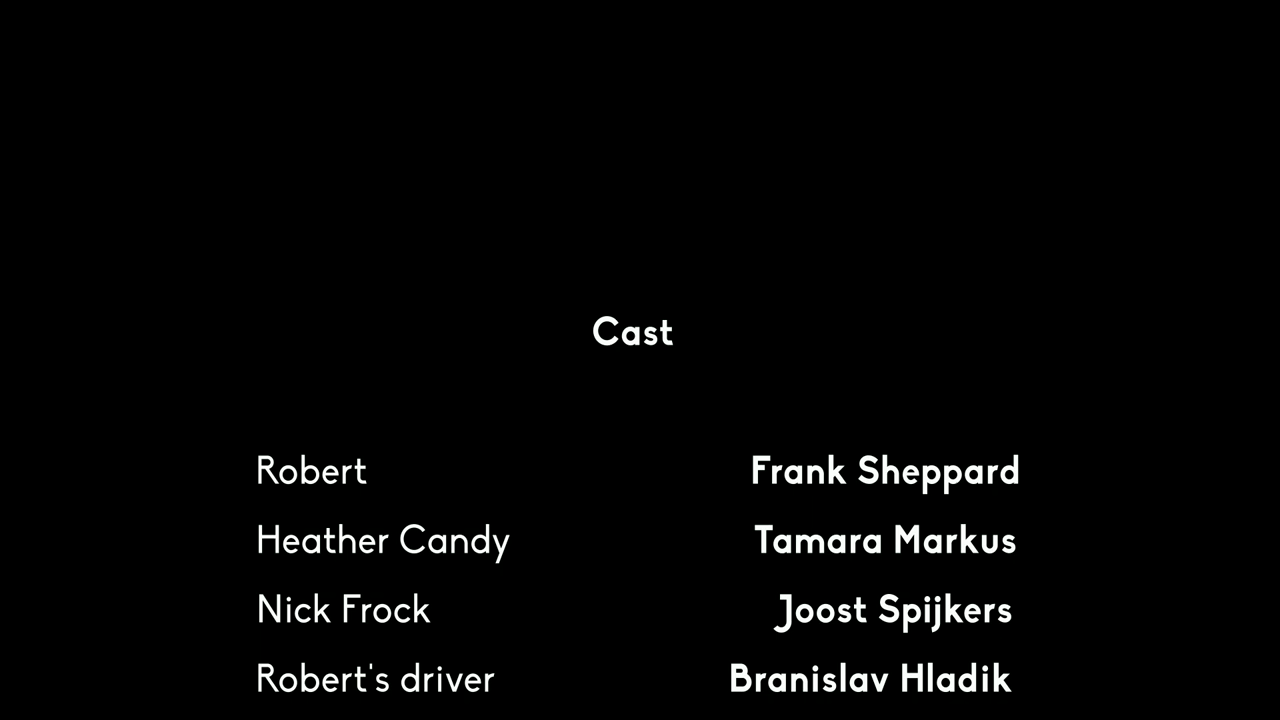 Cast
Robert Frank Sheppard
Heather Candy Tamara Markus
Nick Frock Joost Spijkers
Robert's driver Branislav Hladik